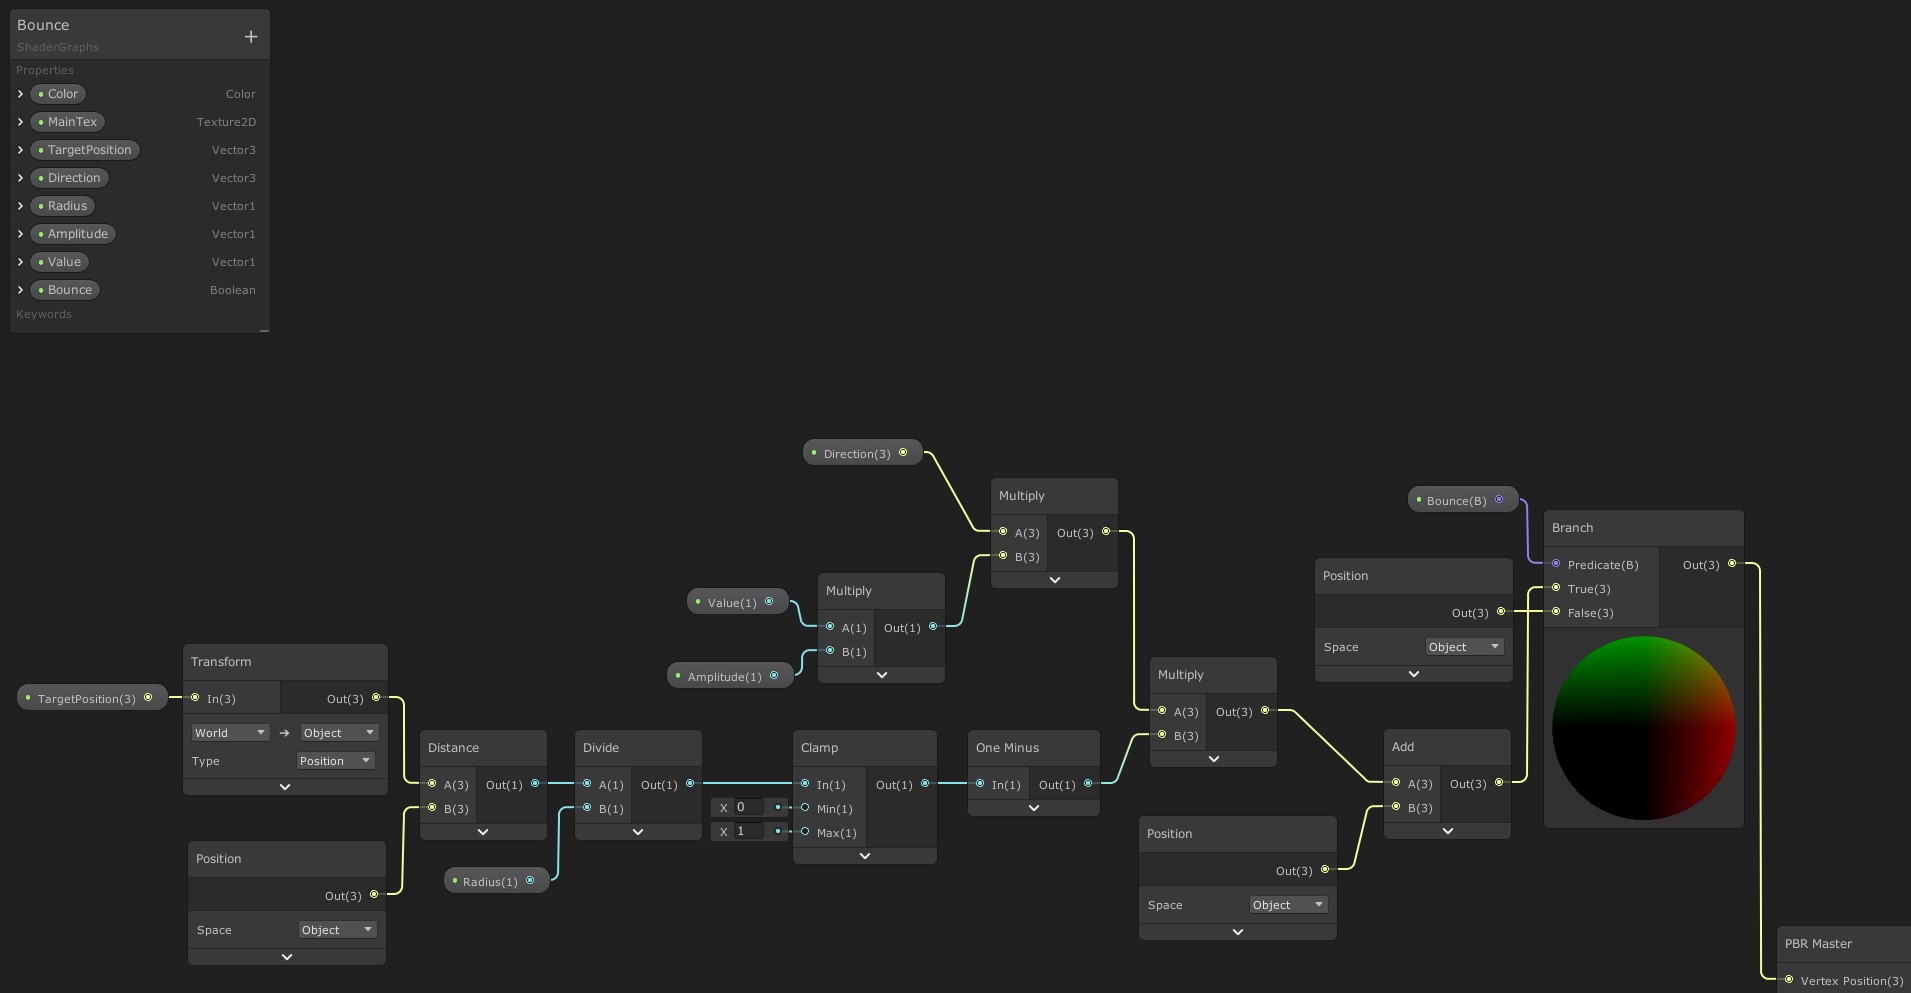 Bounce
ShaderGraphs
+
Properties
Color Color
MainTex Texture2D
TargetPosition Vector3
Direction Vector3
Radius Vector1
Amplitude Vector1
Value Vector1
Bounce Boolean
Keywords
TargetPosition(3)
Transform
In(3) Out(3)
World → Object
Type Position
Position
Out(3)
Space Object
Distance
A(3) Out(1)
B(3)
Radius(1)
Divide
A(1) Out(1)
B(1)
X 0
X 1
Clamp
In(1) Out(1)
Min(1)
Max(1)
One Minus
In(1) Out(1)
Value(1)
Amplitude(1)
Multiply
A(1) Out(1)
B(1)
Direction(3)
Multiply
A(3) Out(3)
B(3)
Multiply
A(3) Out(3)
B(3)
Position
Out(3)
Space Object
Add
A(3) Out(3)
B(3)
Position
Out(3)
Space Object
Bounce(B)
Branch
Predicate(B) Out(3)
True(3)
False(3)
PBR Master
Vertex Position(3)